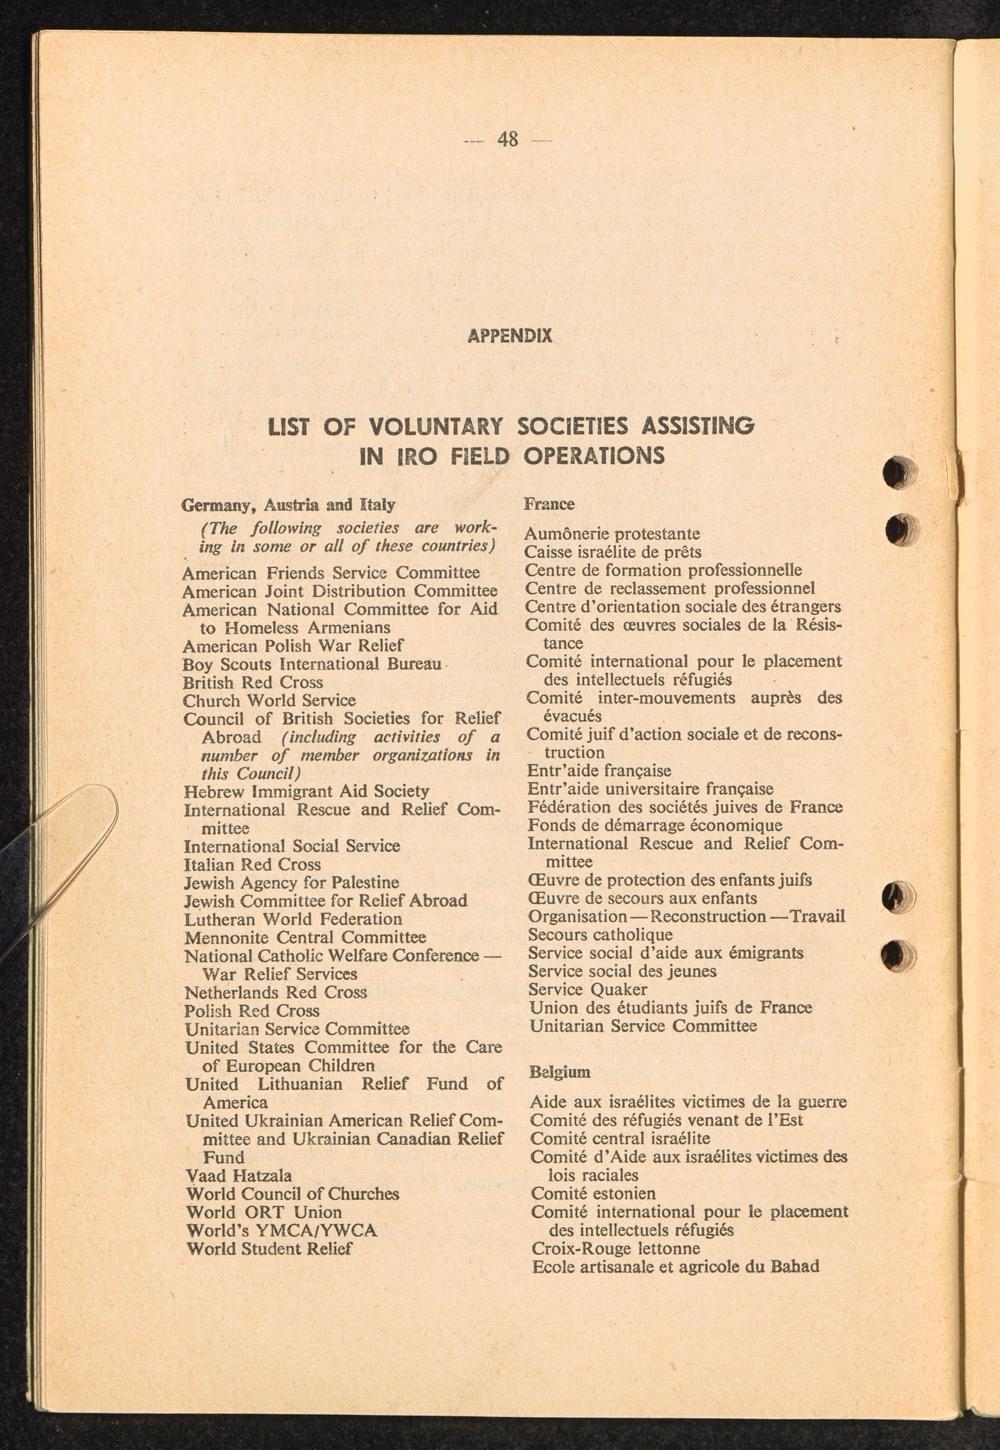 — 48 —
APPENDIX
LIST OF VOLUNTARY SOCIETIES ASSISTING
IN IRO FIELD OPERATIONS
Germany, Austria and Italy
(The following societies are work-
ing in some or all of these countries)
American Friends Service Committee
American Joint Distribution Committee
American National Committee for Aid
to Homeless Armenians
American Polish War Relief
Boy Scouts International Bureau
British Red Cross
Church World Service
Council of British Societies for Relief
Abroad (including activities of a
number of member organizations in
this Council)
Hebrew Immigrant Aid Society
International Rescue and Relief Com-
mittee
International Social Service
Italian Red Cross
Jewish Agency for Palestine
Jewish Committee for Relief Abroad
Lutheran World Federation
Mennonite Central Committee
National Catholic Welfare Conference —
War Relief Services
Netherlands Red Cross
Polish Red Cross
Unitarian Service Committee
United States Committee for the Care
of European Children
United Lithuanian Relief Fund of
America
United Ukrainian American Relief Com-
mittee and Ukrainian Canadian Relief
Fund
Vaad Hatzala
World Council of Churches
World ORT Union
World's YMCA/YWCA
World Student Relief
France
Aumônerie protestante
Caisse israélite de prêts
Centre de formation professionnelle
Centre de reclassement professionnel
Centre d'orientation sociale des étrangers
Comité des œuvres sociales de la Résis-
tance
Comité international pour le placement
des intellectuels réfugiés
Comité inter-mouvements auprès des
évacués
Comité juif d'action sociale et de recons-
truction
Entr'aide française
Entr'aide universitaire française
Fédération des sociétés juives de France
Fonds de démarrage économique
International Rescue and Relief Com-
mittee
Œuvre de protection des enfants juifs
Œuvre de secours aux enfants
Organisation — Reconstruction — Travail
Secours catholique
Service social d'aide aux émigrants
Service social des jeunes
Service Quaker
Union des étudiants juifs de France
Unitarian Service Committee
Belgium
Aide aux israélites victimes de la guerre
Comité des réfugiés venant de l'Est
Comité central israélite
Comité d'Aide aux israélites victimes des
lois raciales
Comité estonien
Comité international pour le placement
des intellectuels réfugiés
Croix-Rouge lettonne
Ecole artisanale et agricole du Bahad